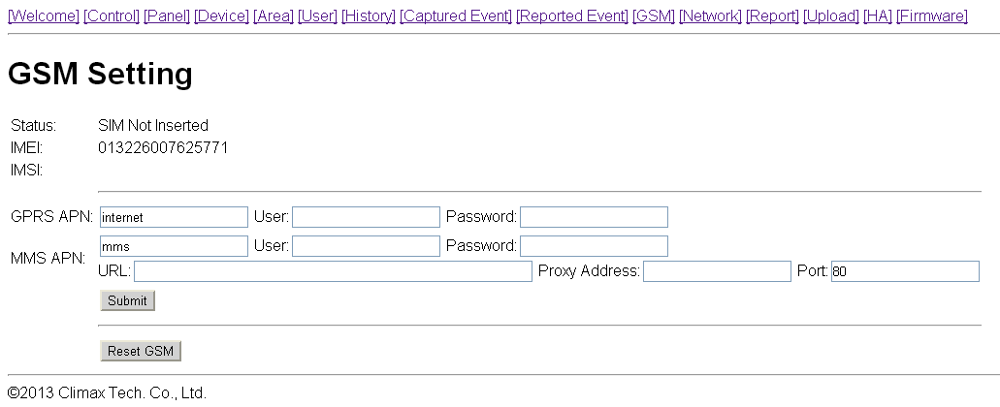 [Welcome] [Control] [Panel] [Device] [Area] [User] [History] [Captured Event] [Reported Event] [GSM] [Network] [Report] [Upload] [HA] [Firmware]
GSM Setting
Status: SIM Not Inserted
IMEI: 013226007625771
IMSI:
GPRS APN: internet User: Password:
MMS APN: mms User: Password:
URL: Proxy Address: Port: 80
Submit
Reset GSM
©2013 Climax Tech. Co., Ltd.